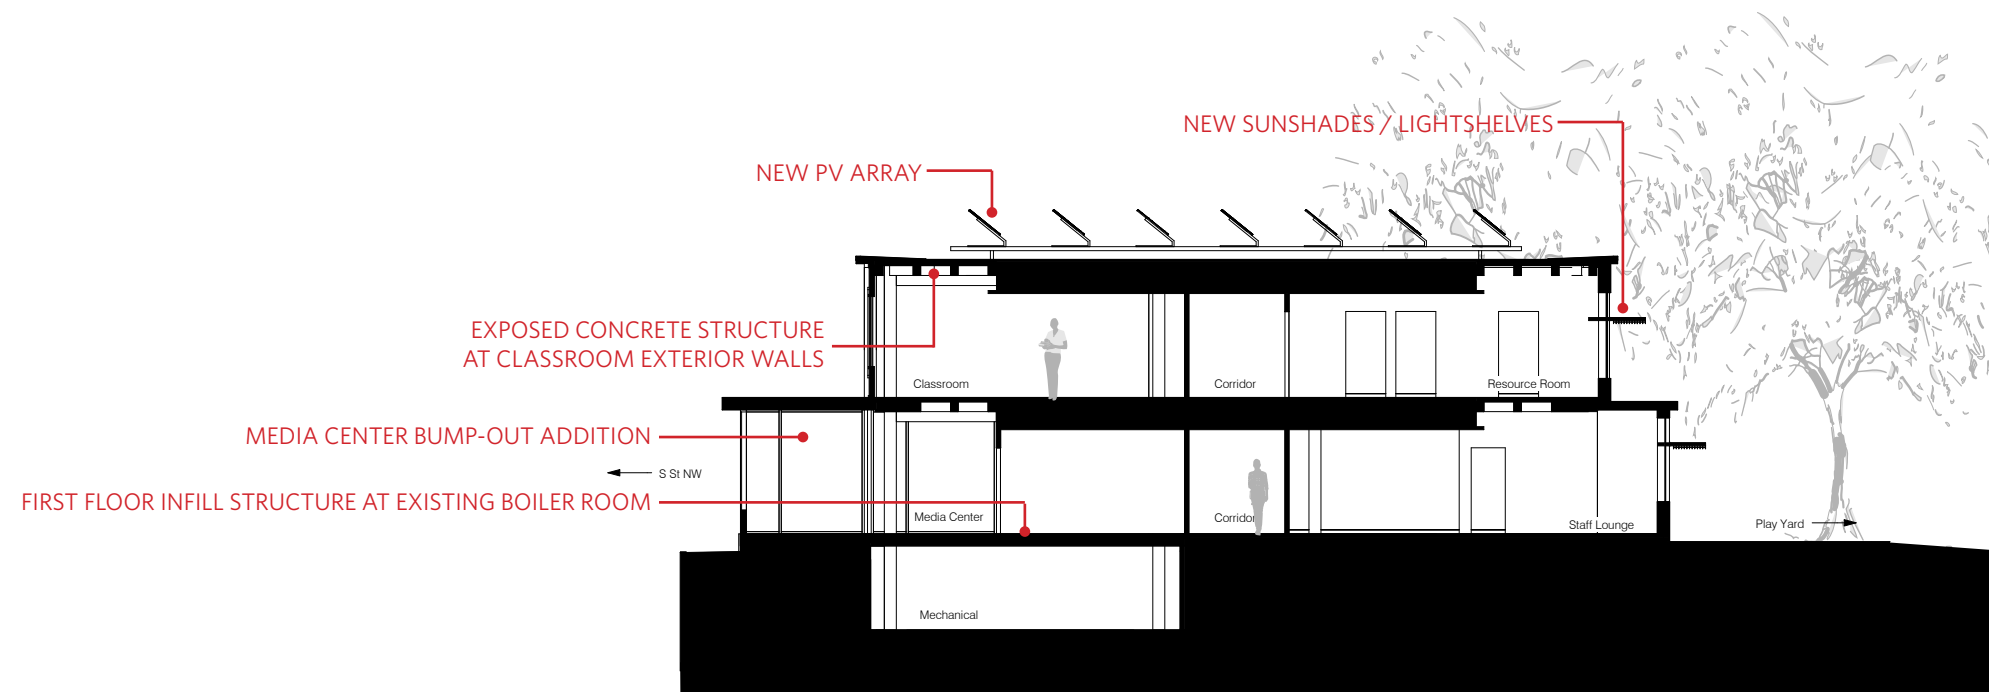 NEW SUNSHADES / LIGHTSHELVES
NEW PV ARRAY
EXPOSED CONCRETE STRUCTURE
AT CLASSROOM EXTERIOR WALLS
Classroom
Corridor
Resource Room
MEDIA CENTER BUMP-OUT ADDITION
S St NW
FIRST FLOOR INFILL STRUCTURE AT EXISTING BOILER ROOM
Media Center
Corridor
Staff Lounge
Play Yard
Mechanical